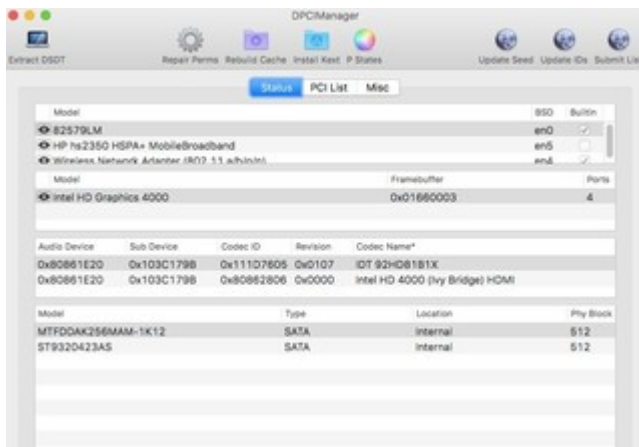 DPCIManager
Extract DSDT Repair Perms Rebuild Cache Install Kext P States Update Seed Update IDs Submit Lis
Status PCI List Misc
Model BSD Builtin
82579LM en0
HP hs2350 HSPA+ MobileBroadband en5
Wireless Network Adapter (802.11 a/b/g/n) en4
Model Framebuffer Ports
Intel HD Graphics 4000 0x01660003 4
Audio Device Sub Device Codec ID Revision Codec Name*
0x80861E20 0x103C179B 0x111D7605 0x0107 IDT 92HD81B1X
0x80861E20 0x103C179B 0x80862806 0x0000 Intel HD 4000 (Ivy Bridge) HDMI
Model Type Location Phy Block
MTFDDAK256MAM-1K12 SATA Internal 512
ST9320423AS SATA Internal 512